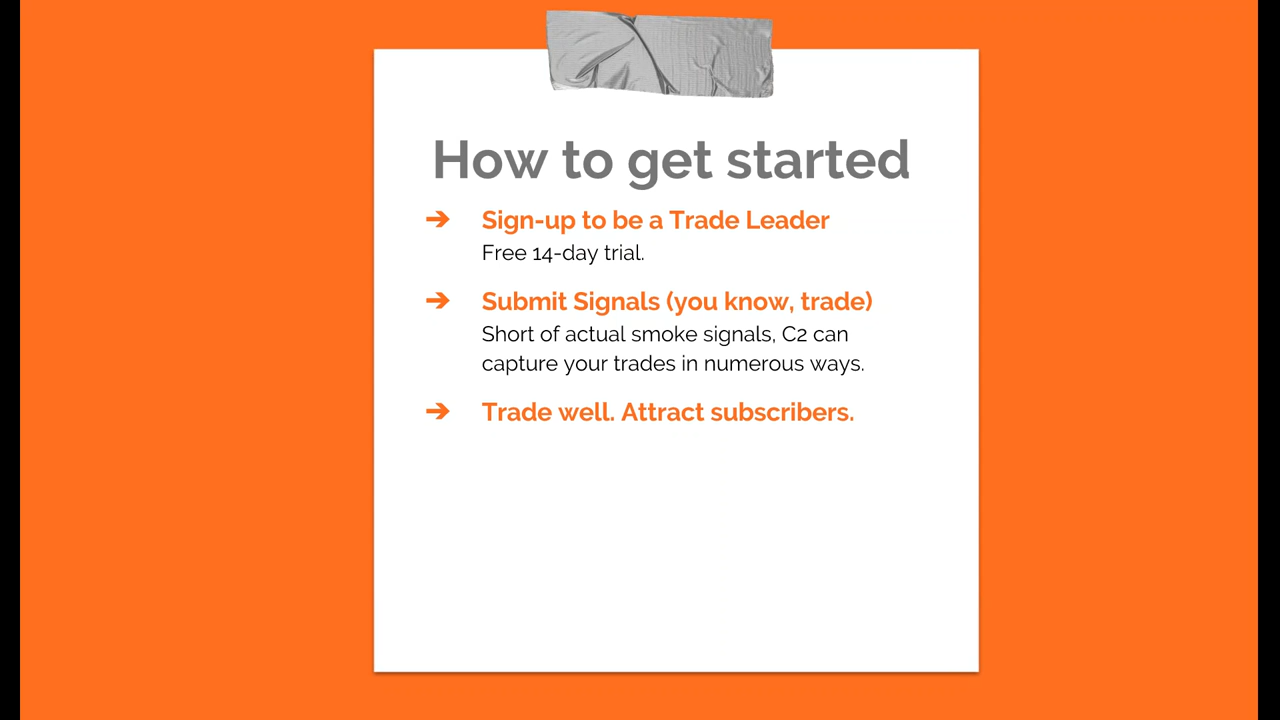 How to get started
➔ Sign-up to be a Trade Leader
Free 14-day trial.
➔ Submit Signals (you know, trade)
Short of actual smoke signals, C2 can
capture your trades in numerous ways.
➔ Trade well. Attract subscribers.